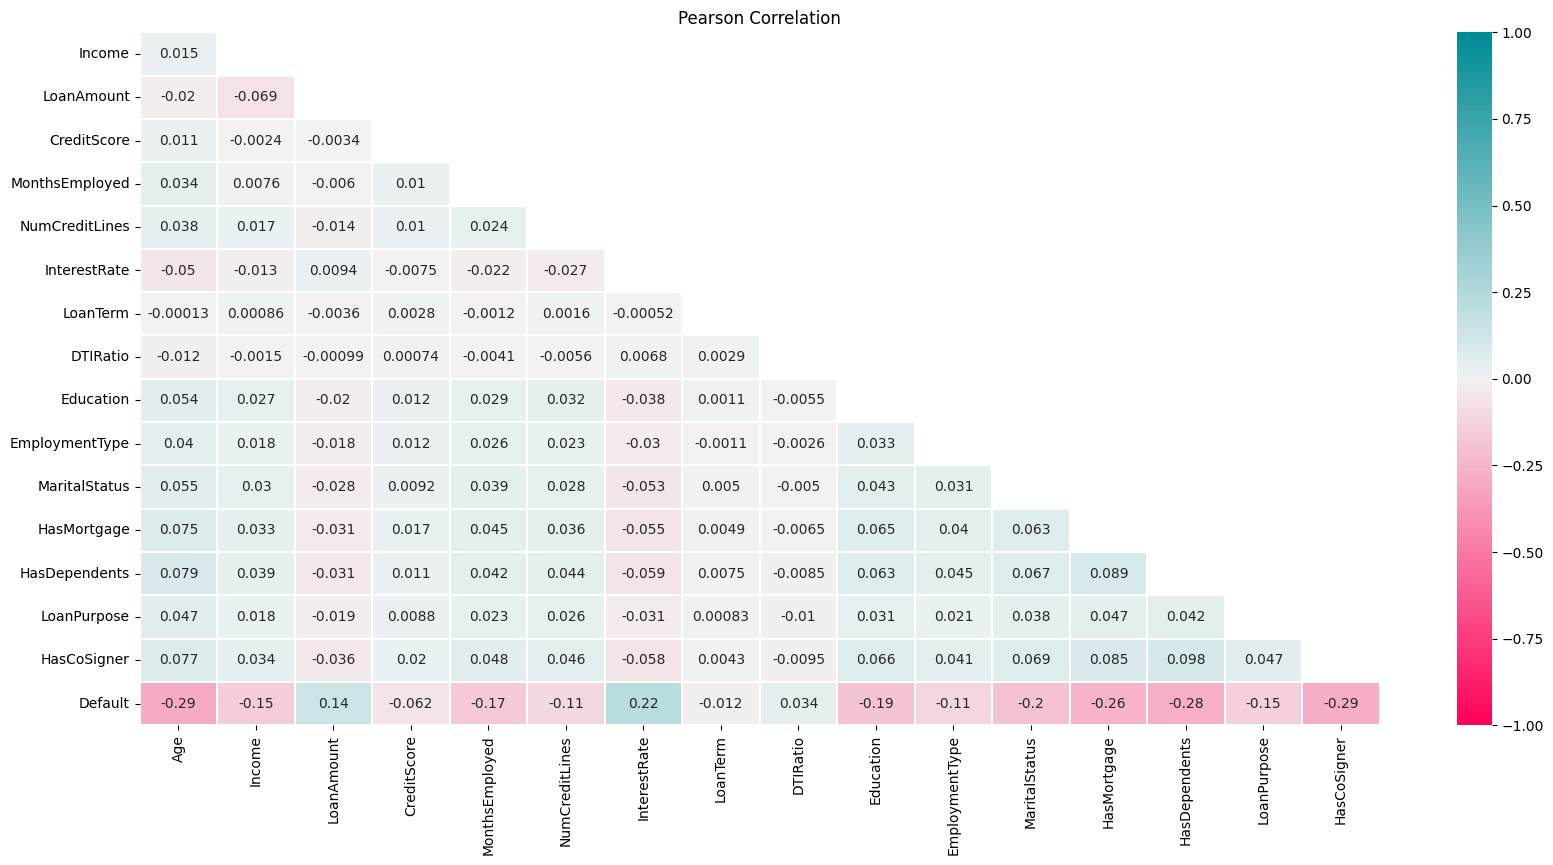 Pearson Correlation
Income 0.015
LoanAmount -0.02 -0.069
CreditScore 0.011 -0.0024 -0.0034
MonthsEmployed 0.034 0.0076 -0.006 0.01
NumCreditLines 0.038 0.017 -0.014 0.01 0.024
InterestRate -0.05 -0.013 0.0094 -0.0075 -0.022 -0.027
LoanTerm -0.00013 0.00086 -0.0036 0.0028 -0.0012 0.0016 -0.00052
DTIRatio -0.012 -0.0015 -0.00099 0.00074 -0.0041 -0.0056 0.0068 0.0029
Education 0.054 0.027 -0.02 0.012 0.029 0.032 -0.038 0.0011 -0.0055
EmploymentType 0.04 0.018 -0.018 0.012 0.026 0.023 -0.03 -0.0011 -0.0026 0.033
MaritalStatus 0.055 0.03 -0.028 0.0092 0.039 0.028 -0.053 0.005 -0.005 0.043 0.031
HasMortgage 0.075 0.033 -0.031 0.017 0.045 0.036 -0.055 0.0049 -0.0065 0.065 0.04 0.063
HasDependents 0.079 0.039 -0.031 0.011 0.042 0.044 -0.059 0.0075 -0.0085 0.063 0.045 0.067 0.089
LoanPurpose 0.047 0.018 -0.019 0.0088 0.023 0.026 -0.031 0.00083 -0.01 0.031 0.021 0.038 0.047 0.042
HasCoSigner 0.077 0.034 -0.036 0.02 0.048 0.046 -0.058 0.0043 -0.0095 0.066 0.041 0.069 0.085 0.098 0.047
Default -0.29 -0.15 0.14 -0.062 -0.17 -0.11 0.22 -0.012 0.034 -0.19 -0.11 -0.2 -0.26 -0.28 -0.15 -0.29
Age
Income
LoanAmount
CreditScore
MonthsEmployed
NumCreditLines
InterestRate
LoanTerm
DTIRatio
Education
EmploymentType
MaritalStatus
HasMortgage
HasDependents
LoanPurpose
HasCoSigner
1.00
0.75
0.50
0.25
0.00
−0.25
−0.50
−0.75
−1.00